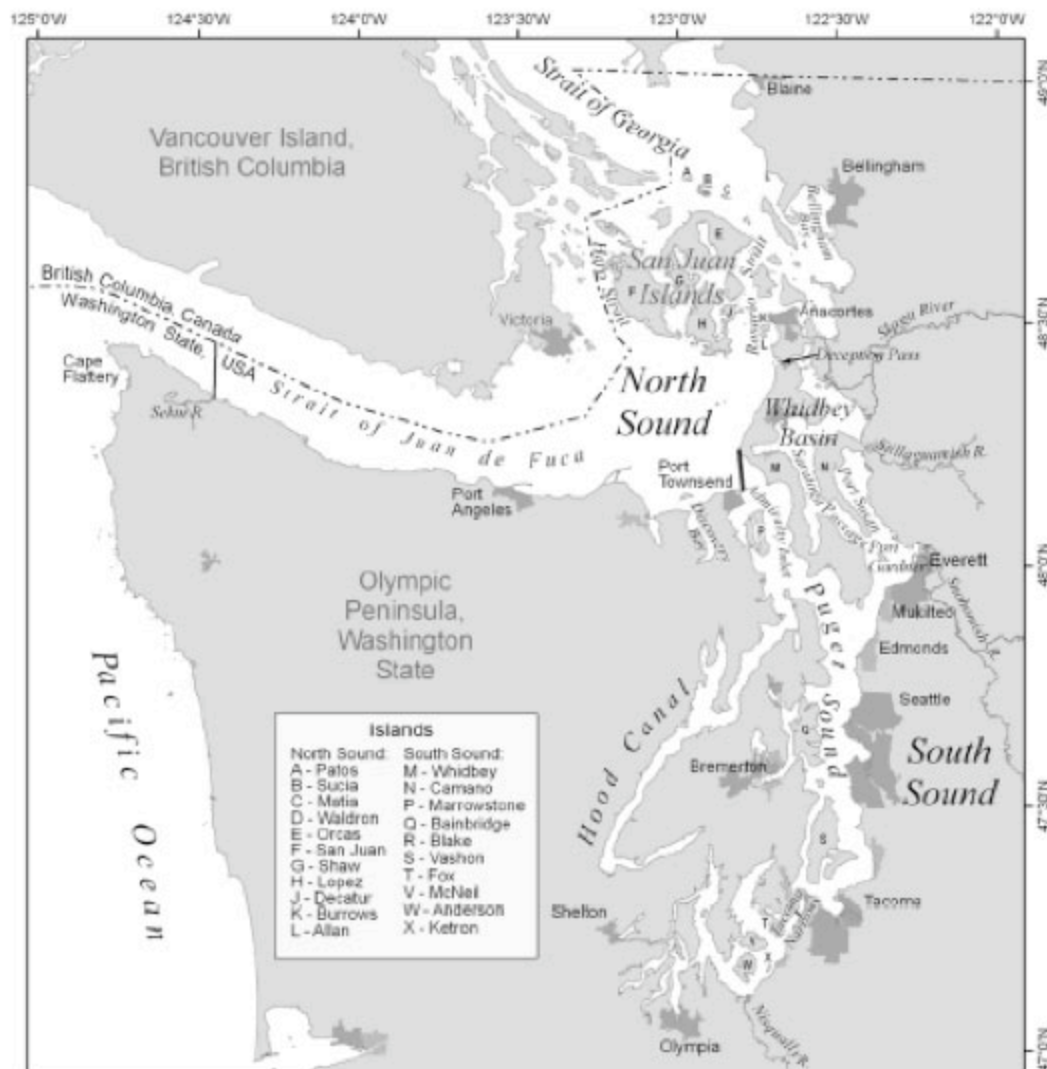 125°0'W 124°30'W 124°0'W 123°30'W 123°0'W 122°30'W 122°0'W
49°0'N
48°30'N
48°0'N
47°30'N
47°0'N
Strait of Georgia
Blaine
Vancouver Island,
British Columbia
Bellingham
Bellingham
Bay
A
B
C
E
San Juan
Islands
F
G
H
J
K
L
Haro Strait
Rosario Strait
British Columbia, Canada
Washington State, USA
Victoria
Anacortes
Skagit River
Deception Pass
Cape
Flattery
Sekiu R.
Strait of Juan de Fuca
North
Sound
Whidbey
Basin
Port
Townsend
M
N
Saratoga Passage
Port Susan
Stillaguamish R.
Port
Angeles
Discovery
Bay
Admiralty Inlet
Port
Gardner
Everett
Snohomish R.
Mukilteo
Edmonds
Olympic
Peninsula,
Washington
State
Puget Sound
Seattle
South
Sound
Pacific Ocean
Hood Canal
Bremerton
S
Tacoma
Tacoma
Narrows
Shelton
T
W
X
Nisqually R.
Olympia
Islands
North Sound: South Sound:
A - Patos M - Whidbey
B - Sucia N - Camano
C - Matia P - Marrowstone
D - Waldron Q - Bainbridge
E - Orcas R - Blake
F - San Juan S - Vashon
G - Shaw T - Fox
H - Lopez V - McNeil
J - Decatur W - Anderson
K - Burrows X - Ketron
L - Allan